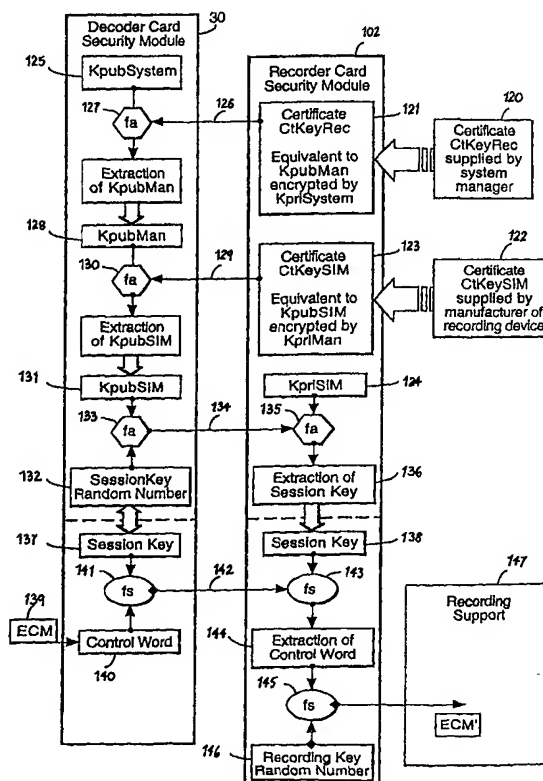 Decoder Card
Security Module
30
102
125
KpubSystem
Recorder Card
Security Module
127
fa
126
Certificate
CtKeyRec
Equivalent to
KpubMan
encrypted by
KpriSystem
121
120
Certificate
CtKeyRec
supplied by
system
manager
Extraction
of KpubMan
128
KpubMan
130
fa
129
Certificate
CtKeySIM
Equivalent to
KpubSIM
encrypted by
KpriMan
123
122
Certificate
CtKeySIM
supplied by
manufacturer of
recording device
Extraction
of KpubSIM
131
KpubSIM
KpriSIM
124
133
fa
134
135
fa
132
SessionKey
Random Number
Extraction of
Session Key
136
137
Session Key
Session Key
138
141
fs
142
fs
143
147
Recording
Support
139
ECM
Control Word
140
144
Extraction of
Control Word
145
fs
ECM'
146
Recording Key
Random Number